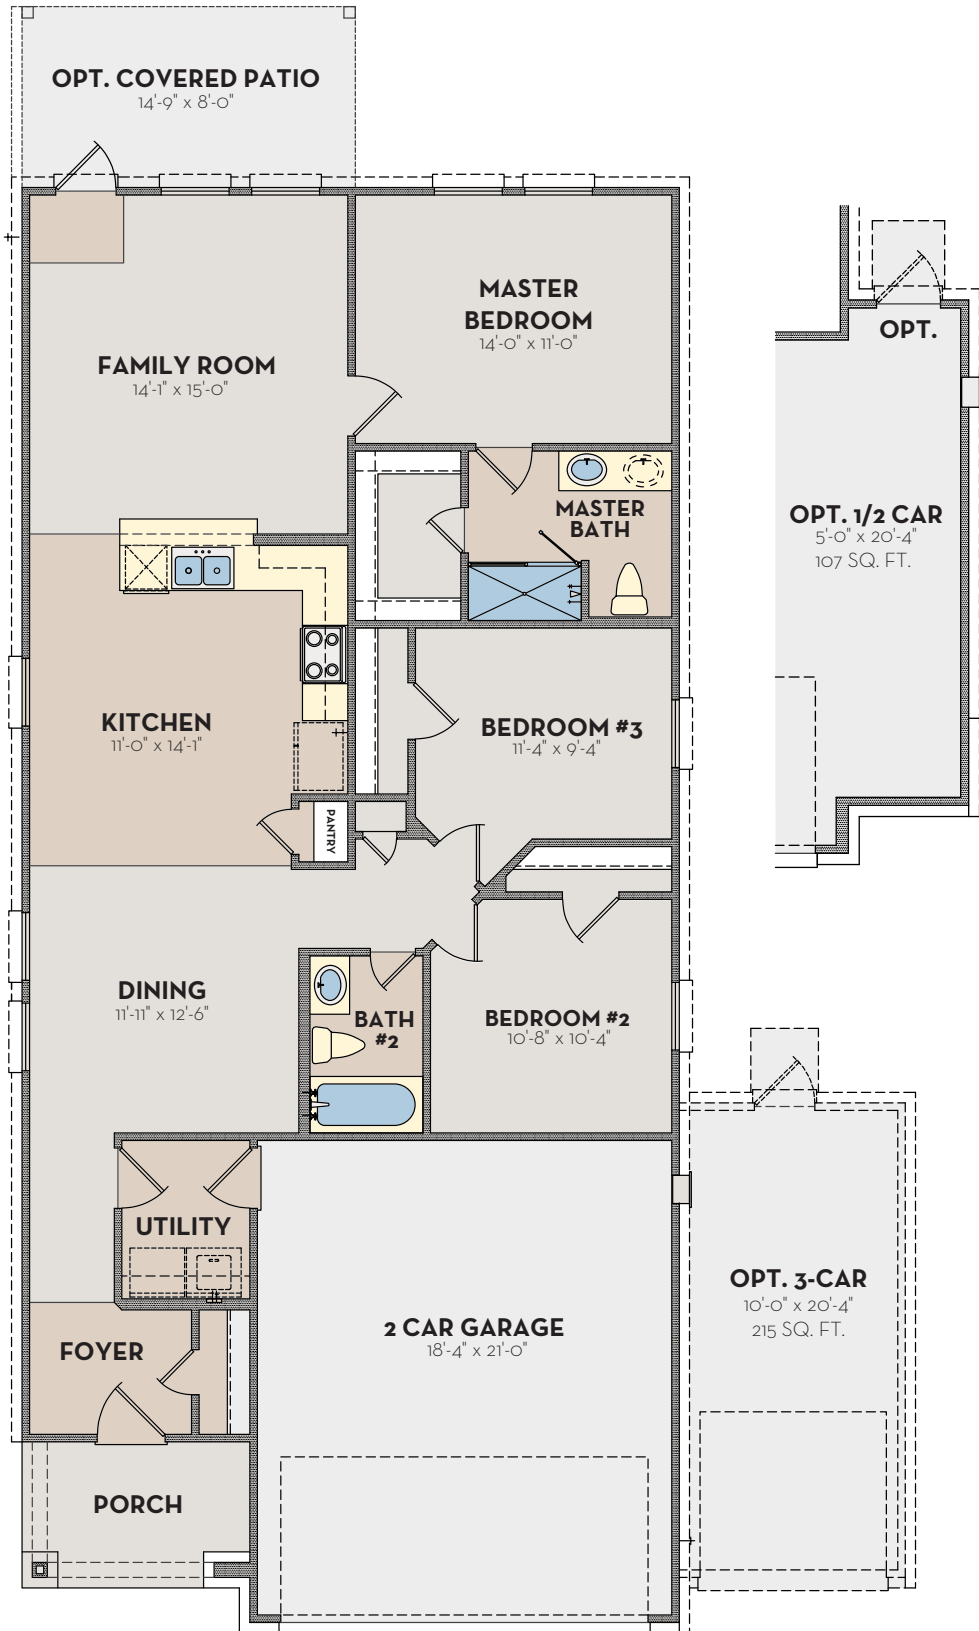 OPT. COVERED PATIO
14'-9" x 8'-0"
MASTER
BEDROOM
14'-0" x 11'-0"
FAMILY ROOM
14'-1" x 15'-0"
OPT.
MASTER
BATH
OPT. 1/2 CAR
5'-0" x 20'-4"
107 SQ. FT.
KITCHEN
11'-0" x 14'-1"
BEDROOM #3
11'-4" x 9'-4"
PANTRY
DINING
11'-11" x 12'-6"
BATH
#2
BEDROOM #2
10'-8" x 10'-4"
UTILITY
OPT. 3-CAR
10'-0" x 20'-4"
215 SQ. FT.
2 CAR GARAGE
18'-4" x 21'-0"
FOYER
PORCH